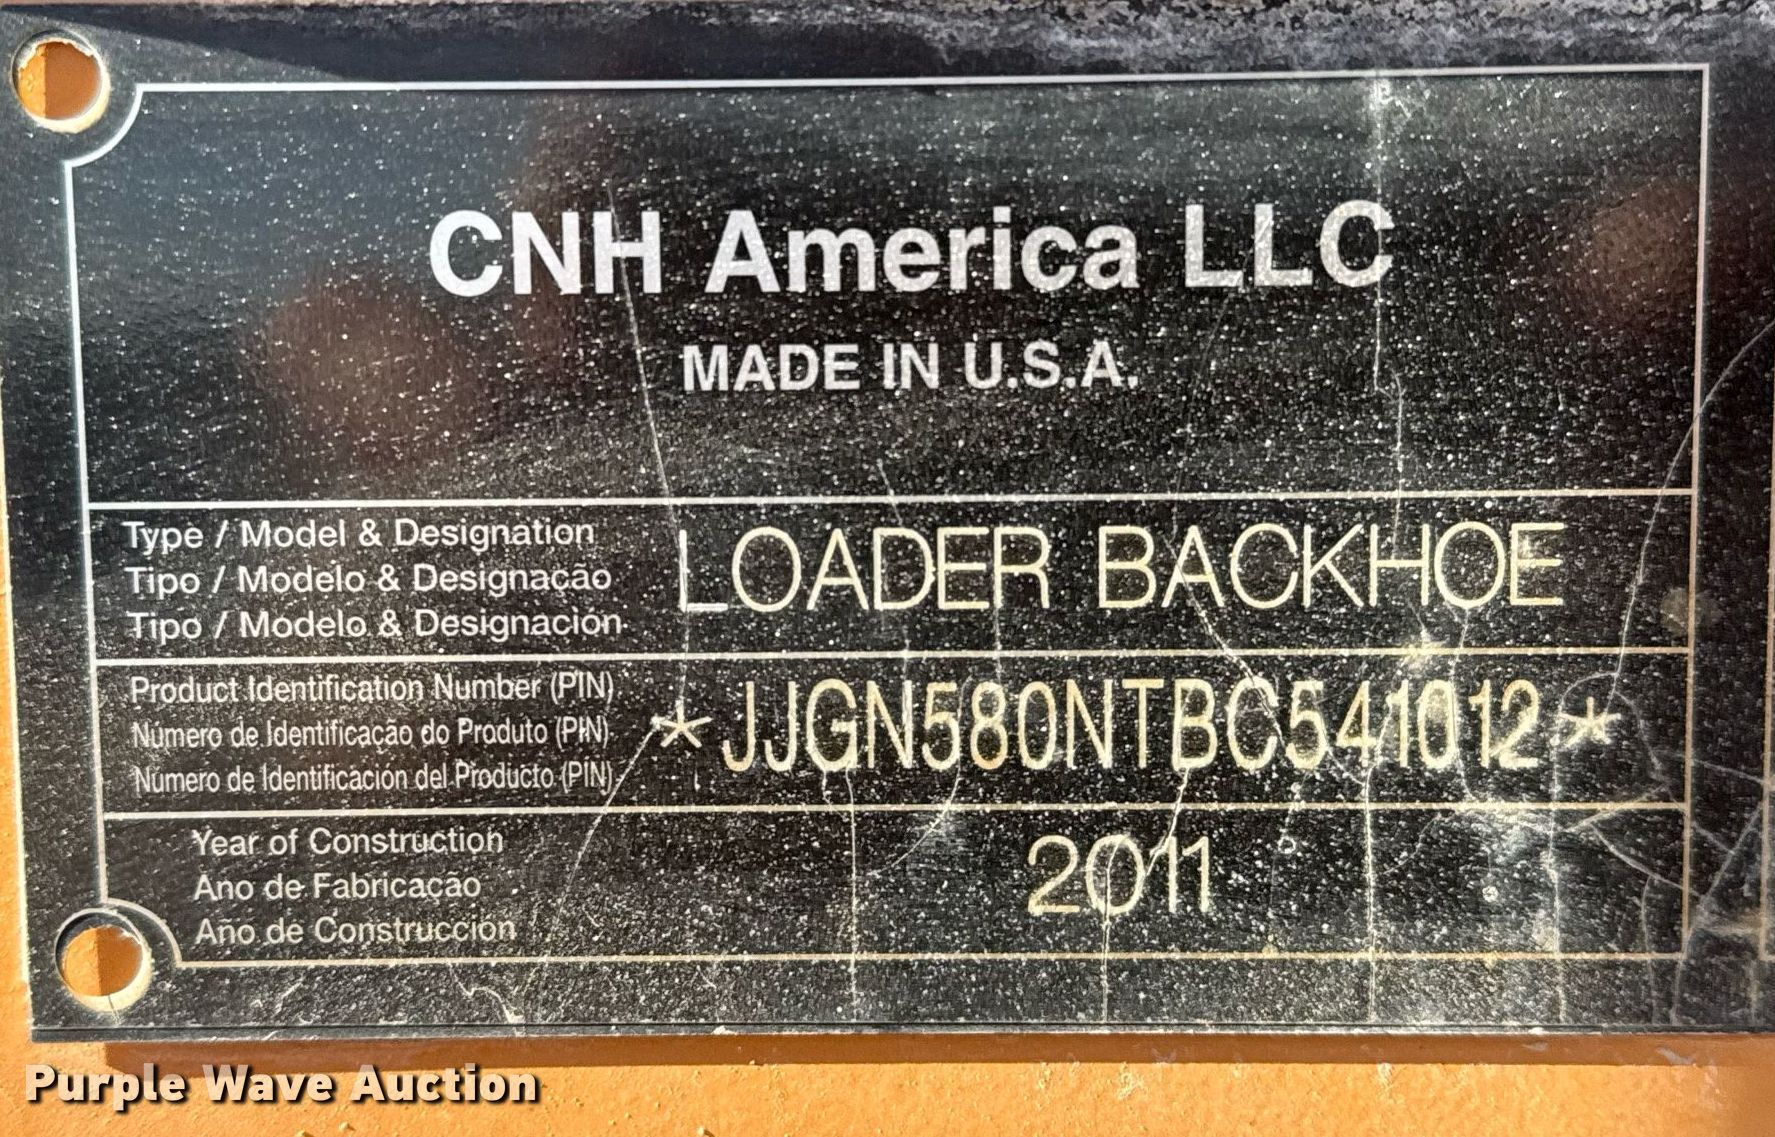 CNH America LLC
MADE IN U.S.A.
Type / Model & Designation
Tipo / Modelo & Designação
Tipo / Modelo & Designación
LOADER BACKHOE
Product Identification Number (PIN)
Número de Identificação do Produto (PIN)
Número de Identificación del Producto (PIN)
*JJGN580NTBC541012*
Year of Construction
Ano de Fabricação
Año de Construcción
2011
Purple Wave Auction